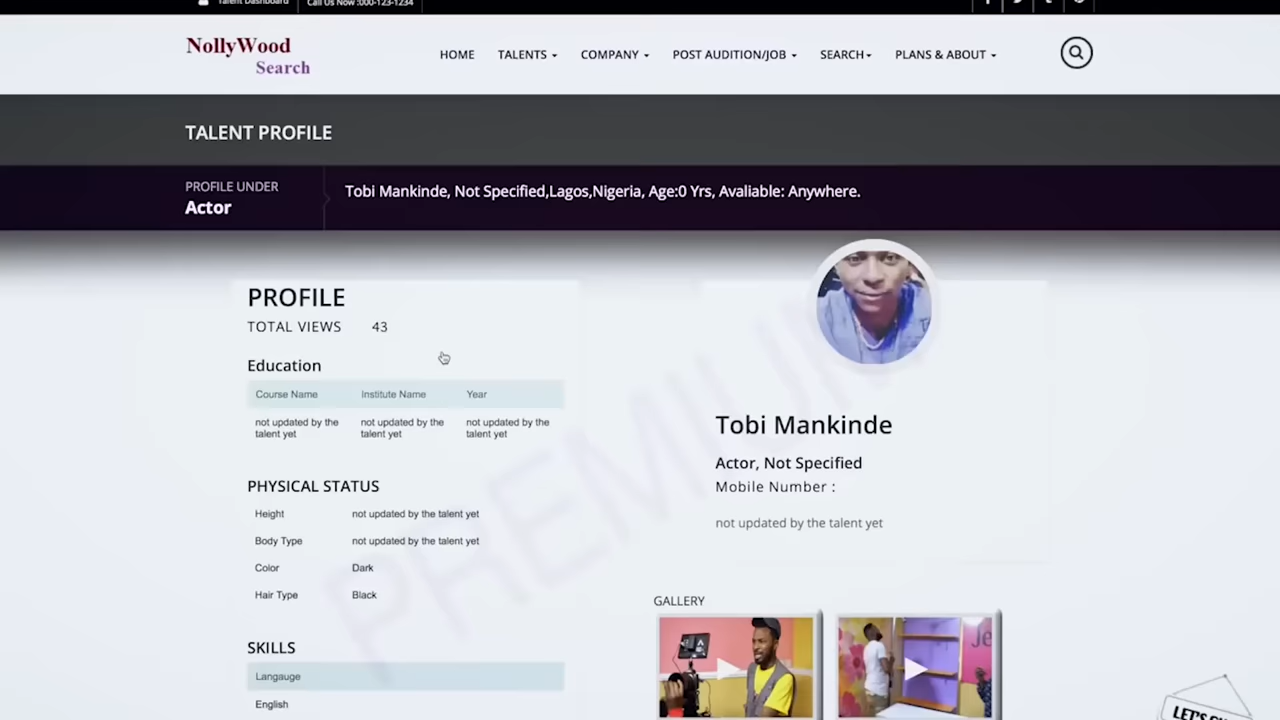 Talent Dashboard
Call Us Now :000-123-1234
NollyWood
Search
HOME
TALENTS
COMPANY
POST AUDITION/JOB
SEARCH
PLANS & ABOUT
TALENT PROFILE
PROFILE UNDER
Actor
Tobi Mankinde, Not Specified,Lagos,Nigeria, Age:0 Yrs, Avaliable: Anywhere.
PROFILE
TOTAL VIEWS 43
Education
Course Name Institute Name Year
not updated by the not updated by the not updated by the
talent yet talent yet talent yet
PHYSICAL STATUS
Height not updated by the talent yet
Body Type not updated by the talent yet
Color Dark
Hair Type Black
SKILLS
Langauge
English
PREMIUM
Tobi Mankinde
Actor, Not Specified
Mobile Number :
not updated by the talent yet
GALLERY
Je